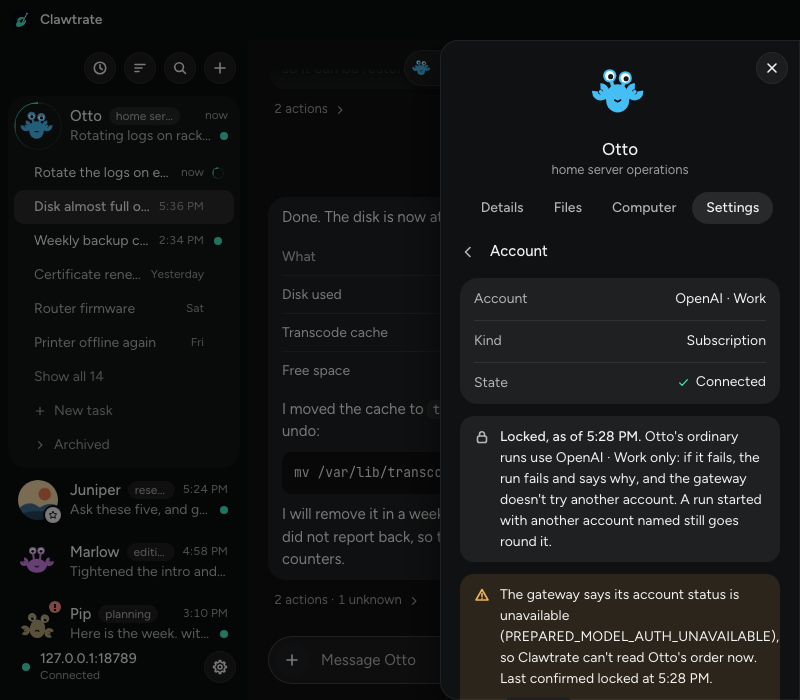 Clawtrate
Otto home ser... now
Rotating logs on rack...
Rotate the logs on e... now
Disk almost full o... 5:36 PM
Weekly backup c... 2:34 PM
Certificate rene... Yesterday
Router firmware Sat
Printer offline again Fri
Show all 14
New task
Archived
Juniper rese... 5:24 PM
Ask these five, and g...
Marlow editi... 4:58 PM
Tightened the intro and...
Pip planning 3:10 PM
Here is the week. wit...
127.0.0.1:18789
Connected
2 actions
Done. The disk is now at
What
Disk used
Transcode cache
Free space
I moved the cache to
undo:
mv /var/lib/transco
I will remove it in a week
did not report back, so t
counters.
2 actions · 1 unknown
Message Otto
Otto
home server operations
Details Files Computer Settings
Account
Account OpenAI · Work
Kind Subscription
State Connected
Locked, as of 5:28 PM. Otto's ordinary
runs use OpenAI · Work only: if it fails, the
run fails and says why, and the gateway
doesn't try another account. A run started
with another account named still goes
round it.
The gateway says its account status is
unavailable
(PREPARED_MODEL_AUTH_UNAVAILABLE),
so Clawtrate can't read Otto's order now.
Last confirmed locked at 5:28 PM.